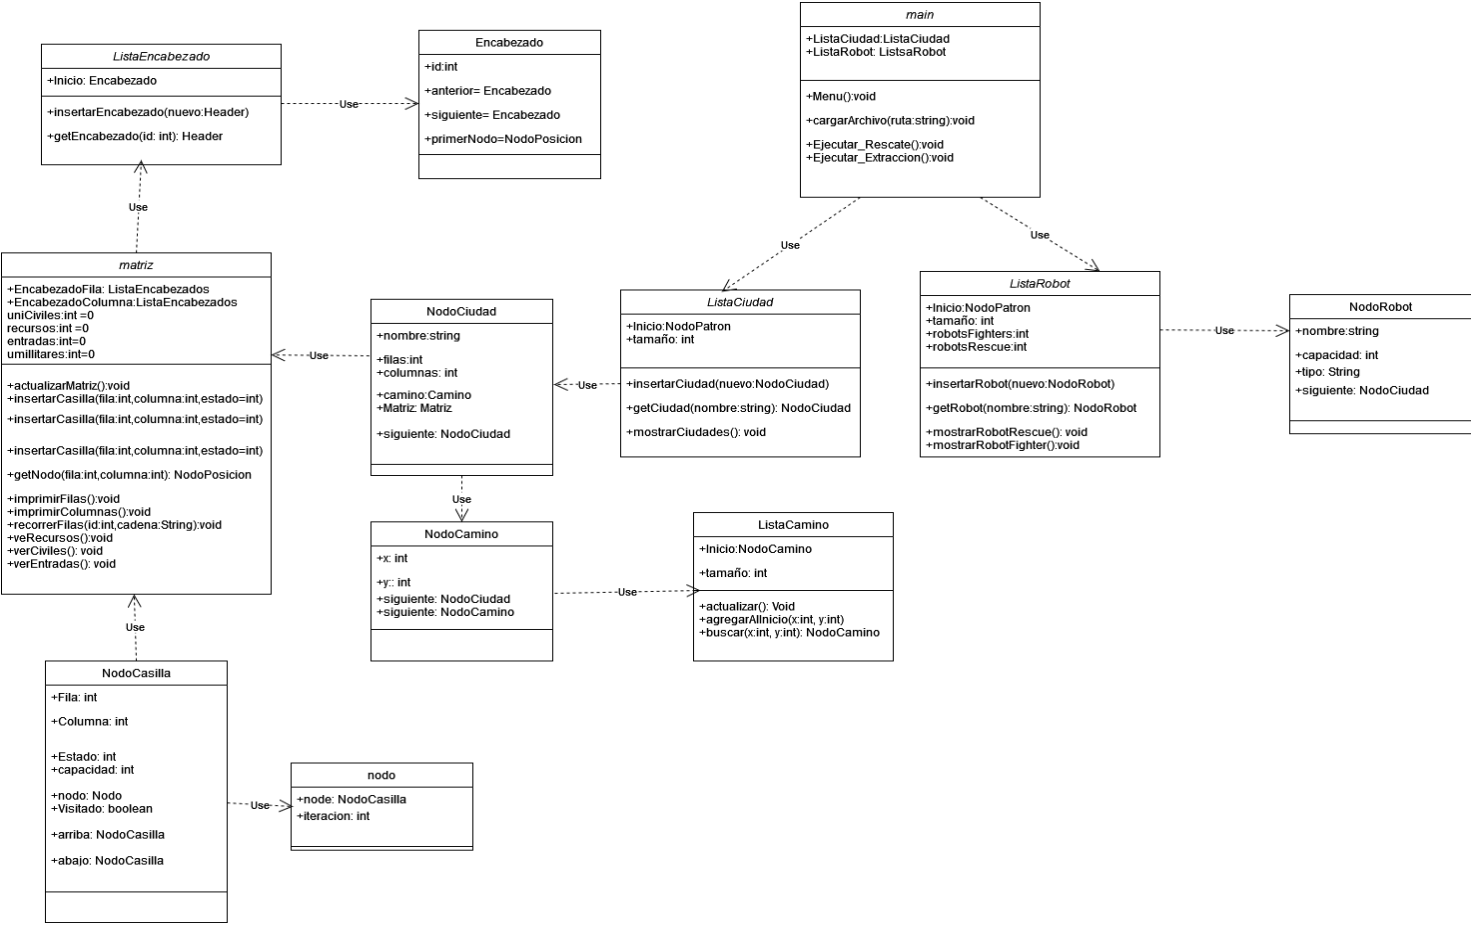 ListaEncabezado
+Inicio: Encabezado
+insertarEncabezado(nuevo:Header)
+getEncabezado(id: int): Header
Use
Encabezado
+id:int
+anterior= Encabezado
+siguiente= Encabezado
+primerNodo=NodoPosicion
main
+ListaCiudad:ListaCiudad
+ListaRobot: ListsaRobot
+Menu():void
+cargarArchivo(ruta:string):void
+Ejecutar_Rescate():void
+Ejecutar_Extraccion():void
Use
Use
Use
matriz
+EncabezadoFila: ListaEncabezados
+EncabezadoColumna:ListaEncabezados
uniCiviles:int =0
recursos:int =0
entradas:int=0
umillitares:int=0
+actualizarMatriz():void
+insertarCasilla(fila:int,columna:int,estado=int)
+insertarCasilla(fila:int,columna:int,estado=int)
+insertarCasilla(fila:int,columna:int,estado=int)
+getNodo(fila:int,columna:int): NodoPosicion
+imprimirFilas():void
+imprimirColumnas():void
+recorrerFilas(id:int,cadena:String):void
+veRecursos():void
+verCiviles(): void
+verEntradas(): void
Use
NodoCiudad
+nombre:string
+filas:int
+columnas: int
+camino:Camino
+Matriz: Matriz
+siguiente: NodoCiudad
Use
ListaCiudad
+Inicio:NodoPatron
+tamaño: int
+insertarCiudad(nuevo:NodoCiudad)
+getCiudad(nombre:string): NodoCiudad
+mostrarCiudades(): void
ListaRobot
+Inicio:NodoPatron
+tamaño: int
+robotsFighters:int
+robotsRescue:int
+insertarRobot(nuevo:NodoRobot)
+getRobot(nombre:string): NodoRobot
+mostrarRobotRescue(): void
+mostrarRobotFighter():void
Use
NodoRobot
+nombre:string
+capacidad: int
+tipo: String
+siguiente: NodoCiudad
Use
NodoCamino
+x: int
+y:: int
+siguiente: NodoCiudad
+siguiente: NodoCamino
Use
ListaCamino
+Inicio:NodoCamino
+tamaño: int
+actualizar(): Void
+agregarAlInicio(x:int, y:int)
+buscar(x:int, y:int): NodoCamino
Use
NodoCasilla
+Fila: int
+Columna: int
+Estado: int
+capacidad: int
+nodo: Nodo
+Visitado: boolean
+arriba: NodoCasilla
+abajo: NodoCasilla
Use
nodo
+node: NodoCasilla
+iteracion: int